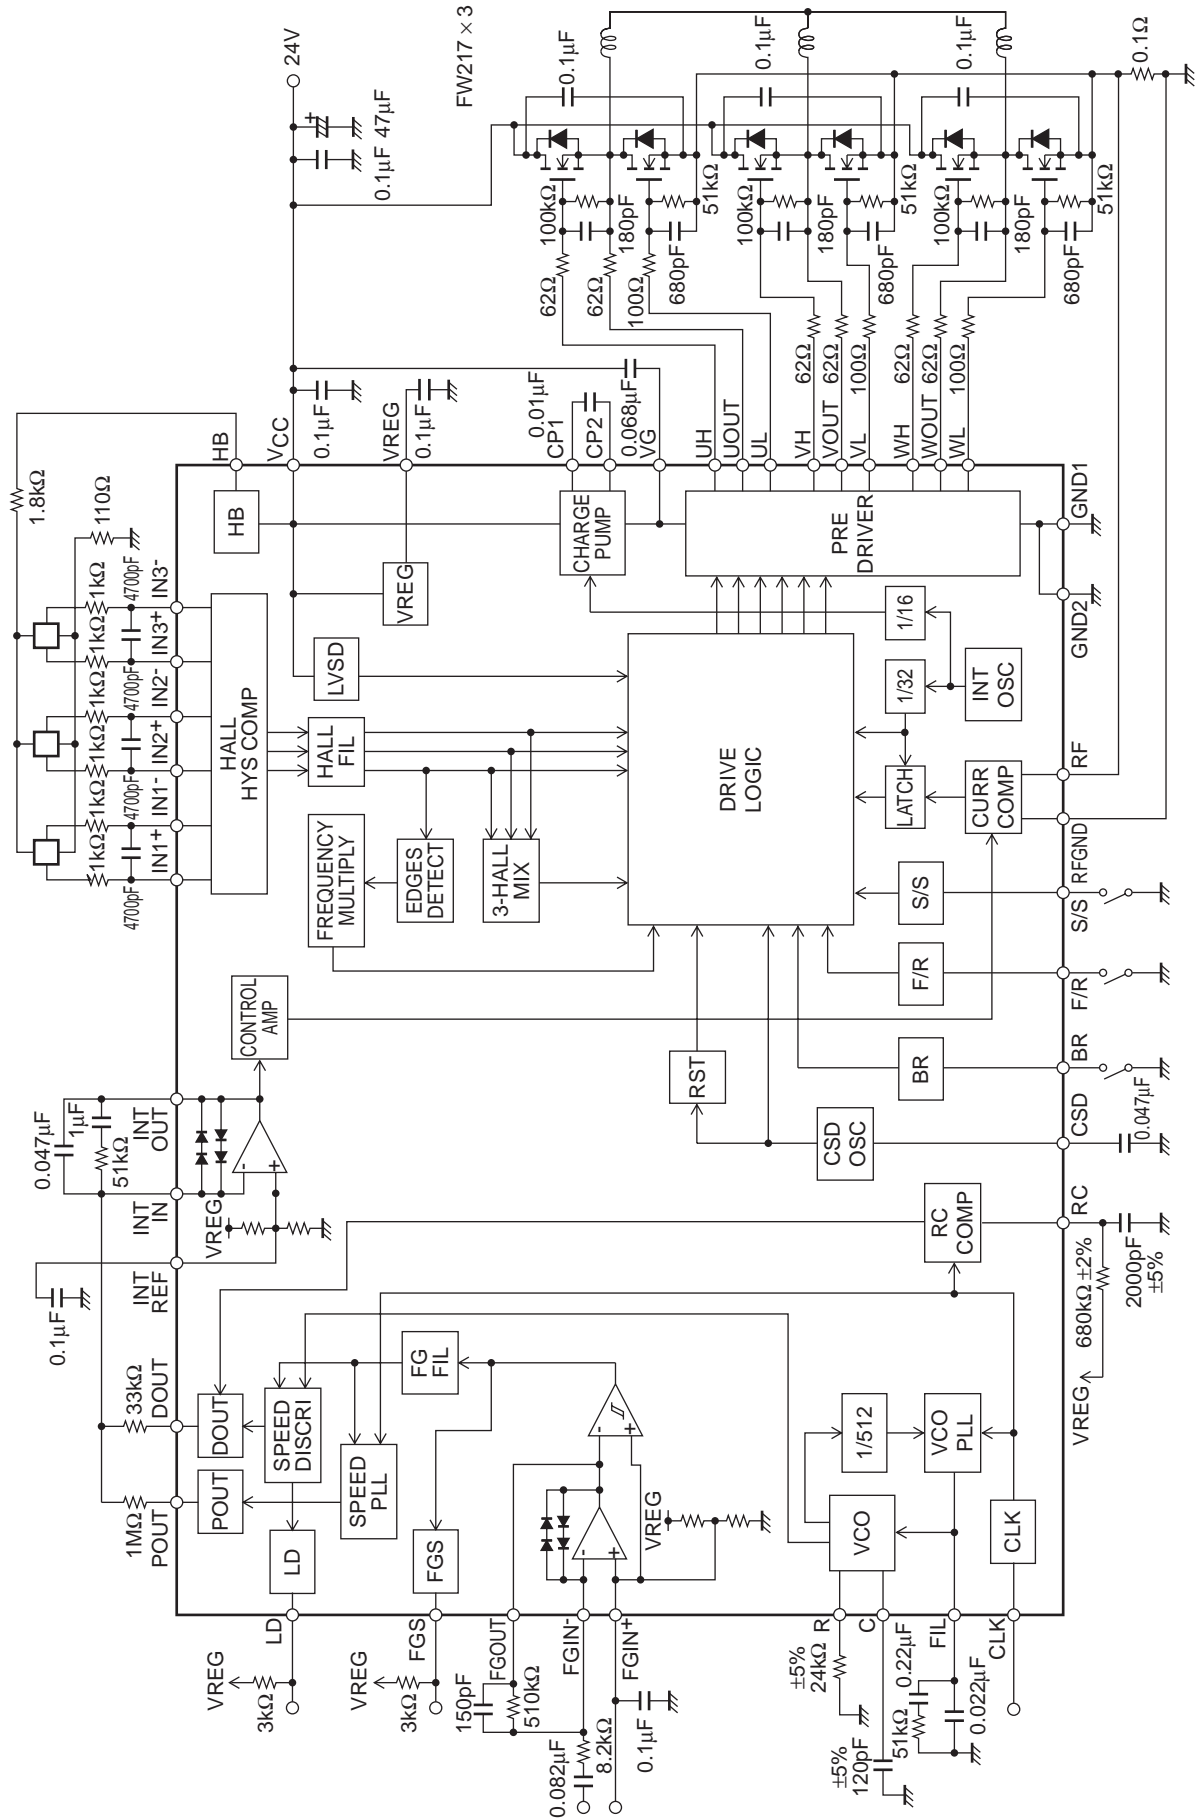 1.8kΩ
110Ω
1kΩ
1kΩ
1kΩ
1kΩ
1kΩ
1kΩ
4700pF
4700pF
4700pF
4700pF
4700pF
4700pF
IN1+
IN1-
IN2+
IN2-
IN3+
IN3-
0.1μF
0.047μF
1μF
51kΩ
33kΩ
1MΩ
POUT
DOUT
INT
REF
INT
IN
INT
OUT
VREG
POUT
DOUT
CONTROL
AMP
HALL
HYS COMP
HB
HB
VREG
3kΩ
LD
LD
SPEED
DISCRI
SPEED
PLL
FREQUENCY
MULTIPLY
HALL
FIL
LVSD
VCC
24V
47μF
0.1μF
0.1μF
VREG
3kΩ
FGS
FGS
FG
FIL
EDGES
DETECT
3-HALL
MIX
VREG
VREG
0.1μF
150pF
510kΩ
FGOUT
0.082μF
8.2kΩ
FGIN-
FGIN+
0.1μF
VREG
CHARGE
PUMP
CP1
0.01μF
CP2
VG
0.068μF
FW217 × 3
DRIVE
LOGIC
PRE
DRIVER
UH
UOUT
UL
VH
VOUT
VL
WH
WOUT
WL
62Ω
62Ω
100Ω
62Ω
62Ω
100Ω
62Ω
62Ω
100Ω
100kΩ
180pF
680pF
51kΩ
0.1μF
100kΩ
180pF
680pF
51kΩ
0.1μF
100kΩ
180pF
680pF
51kΩ
0.1μF
0.1Ω
RST
±5%
24kΩ
R
VCO
1/512
±5%
120pF
C
51kΩ
0.22μF
FIL
0.022μF
VCO
PLL
RC
COMP
CSD
OSC
BR
F/R
S/S
LATCH
1/32
1/16
CURR
COMP
INT
OSC
CLK
CLK
VREG
680kΩ ±2%
2000pF
±5%
RC
CSD
0.047μF
BR
F/R
S/S
RFGND
RF
GND2
GND1